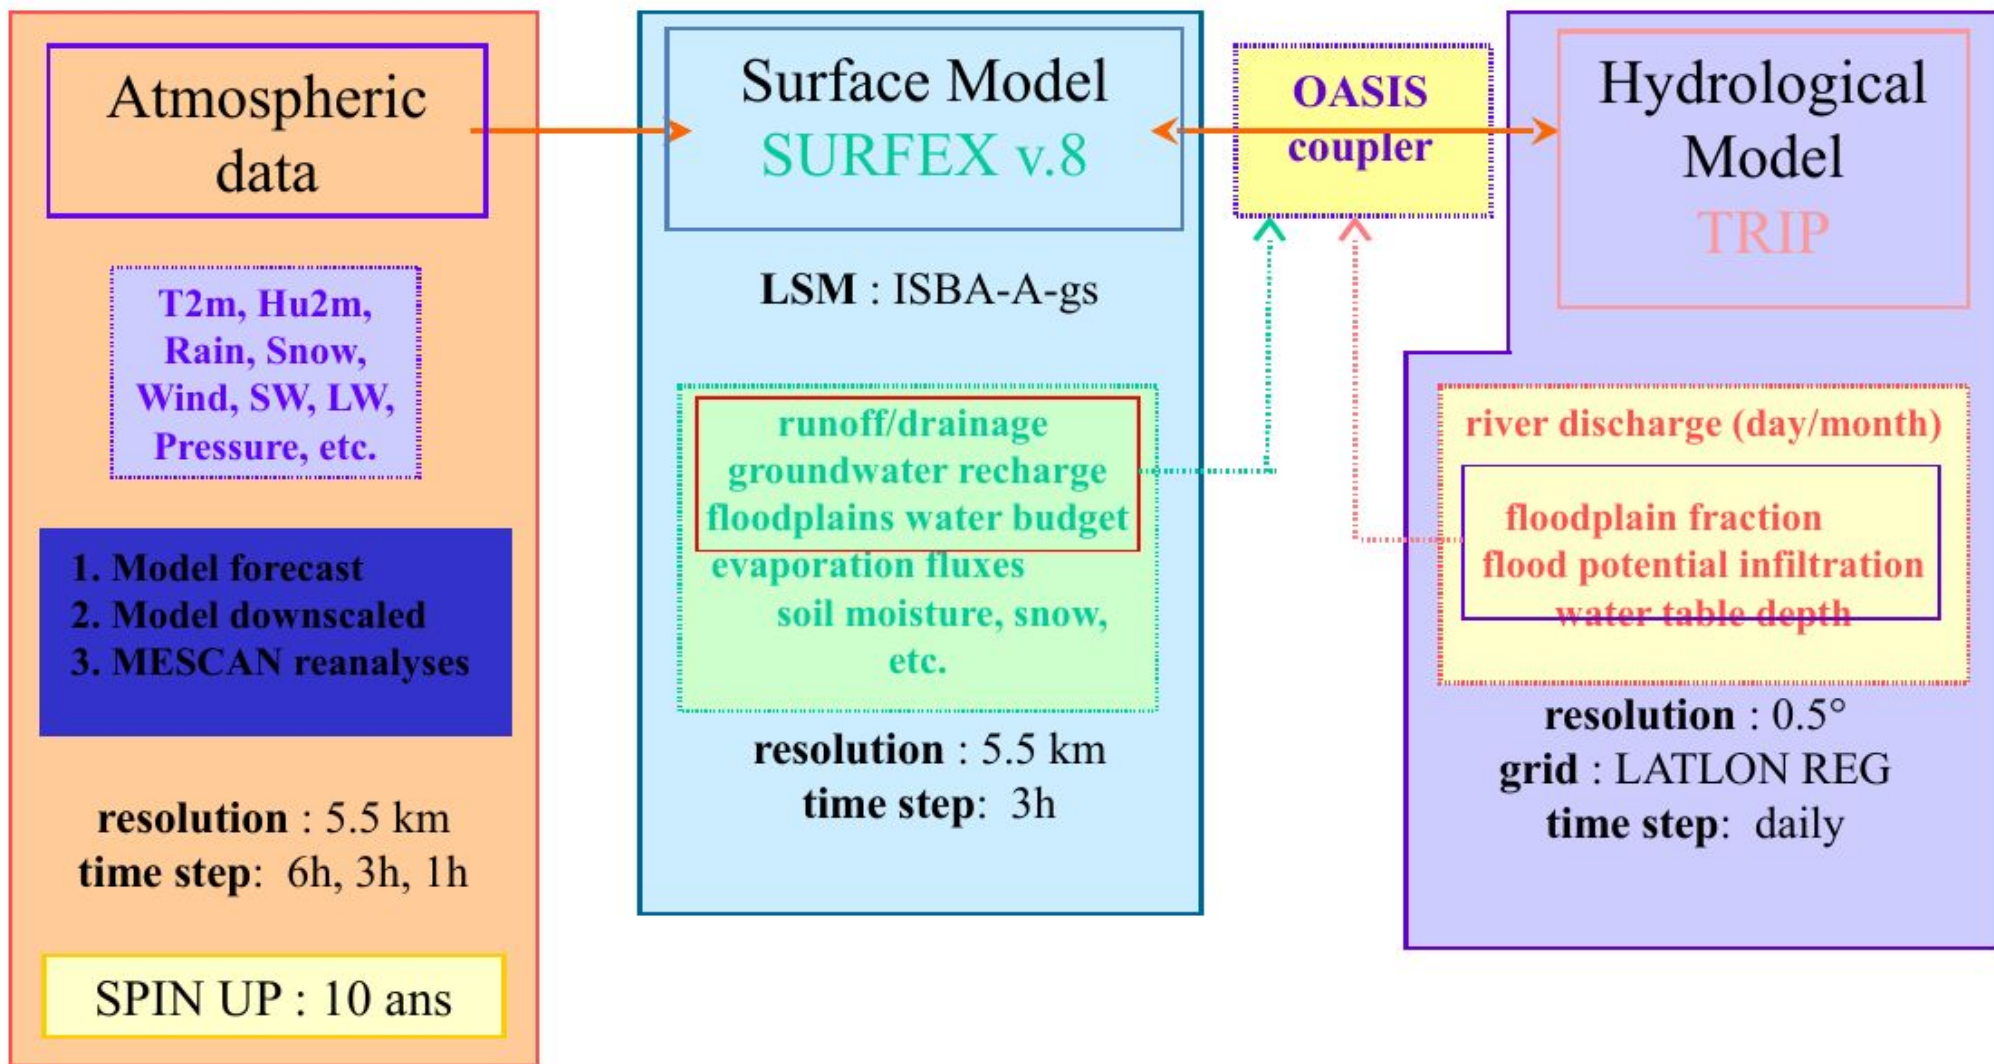 Atmospheric
data
T2m, Hu2m,
Rain, Snow,
Wind, SW, LW,
Pressure, etc.
1. Model forecast
2. Model downscaled
3. MESCAN reanalyses
resolution : 5.5 km
time step: 6h, 3h, 1h
SPIN UP : 10 ans
Surface Model
SURFEX v.8
LSM : ISBA-A-gs
runoff/drainage
groundwater recharge
floodplains water budget
evaporation fluxes
soil moisture, snow,
etc.
resolution : 5.5 km
time step: 3h
OASIS
coupler
Hydrological
Model
TRIP
river discharge (day/month)
floodplain fraction
flood potential infiltration
water table depth
resolution : 0.5°
grid : LATLON REG
time step: daily